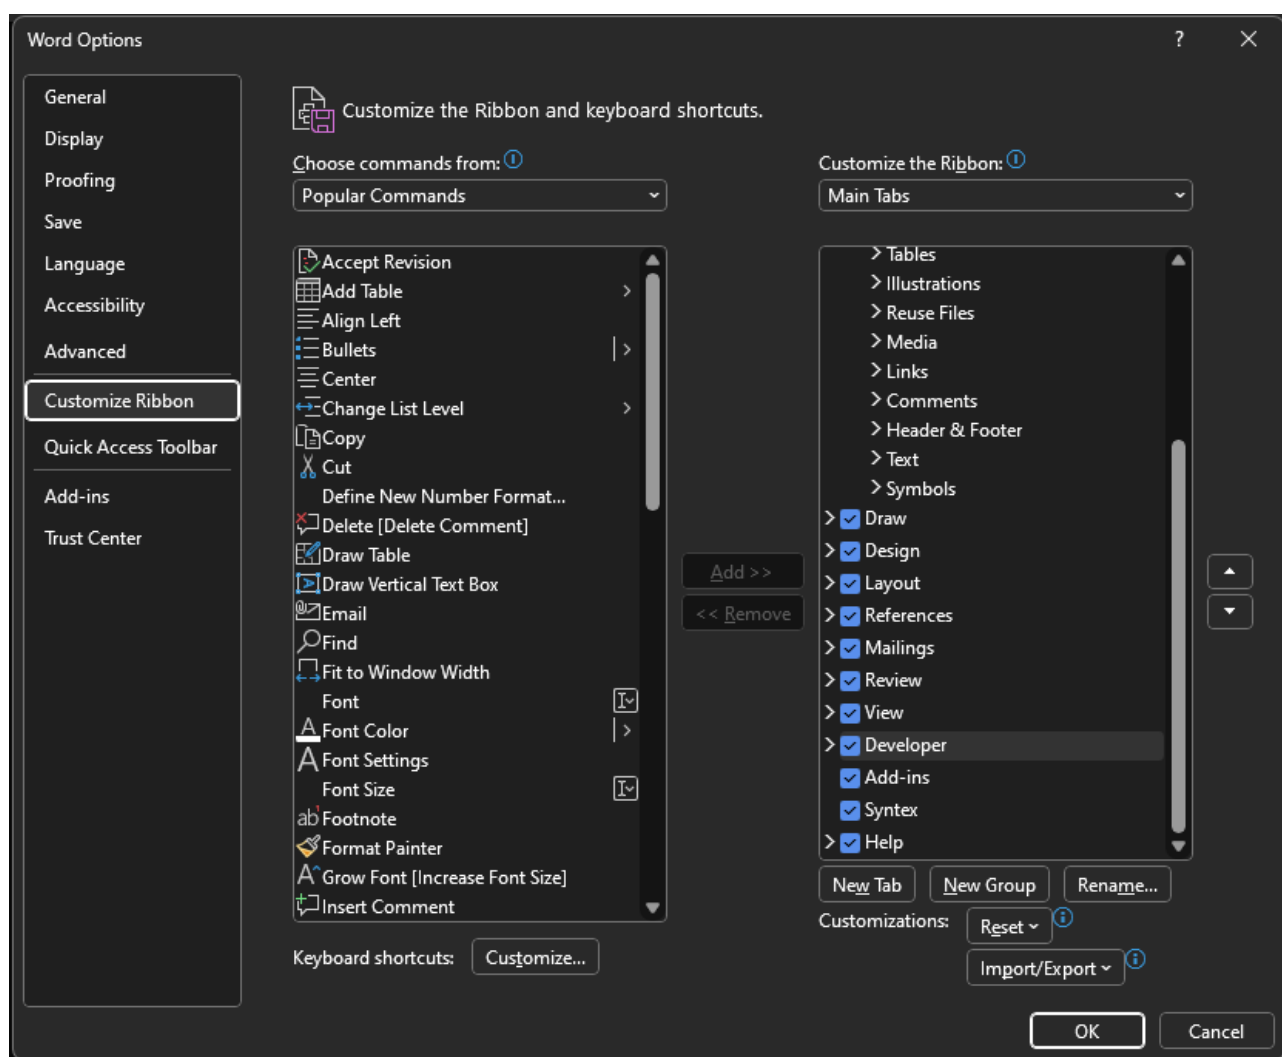 Word Options
?
General
Display
Proofing
Save
Language
Accessibility
Advanced
Customize Ribbon
Quick Access Toolbar
Add-ins
Trust Center
Customize the Ribbon and keyboard shortcuts.
Choose commands from:
Popular Commands
Accept Revision
Add Table
Align Left
Bullets
Center
Change List Level
Copy
Cut
Define New Number Format...
Delete [Delete Comment]
Draw Table
Draw Vertical Text Box
Email
Find
Fit to Window Width
Font
Font Color
Font Settings
Font Size
Footnote
Format Painter
Grow Font [Increase Font Size]
Insert Comment
Keyboard shortcuts: Customize...
Add >>
<< Remove
Customize the Ribbon:
Main Tabs
Tables
Illustrations
Reuse Files
Media
Links
Comments
Header & Footer
Text
Symbols
Draw
Design
Layout
References
Mailings
Review
View
Developer
Add-ins
Syntex
Help
New Tab New Group Rename...
Customizations: Reset
Import/Export
OK Cancel